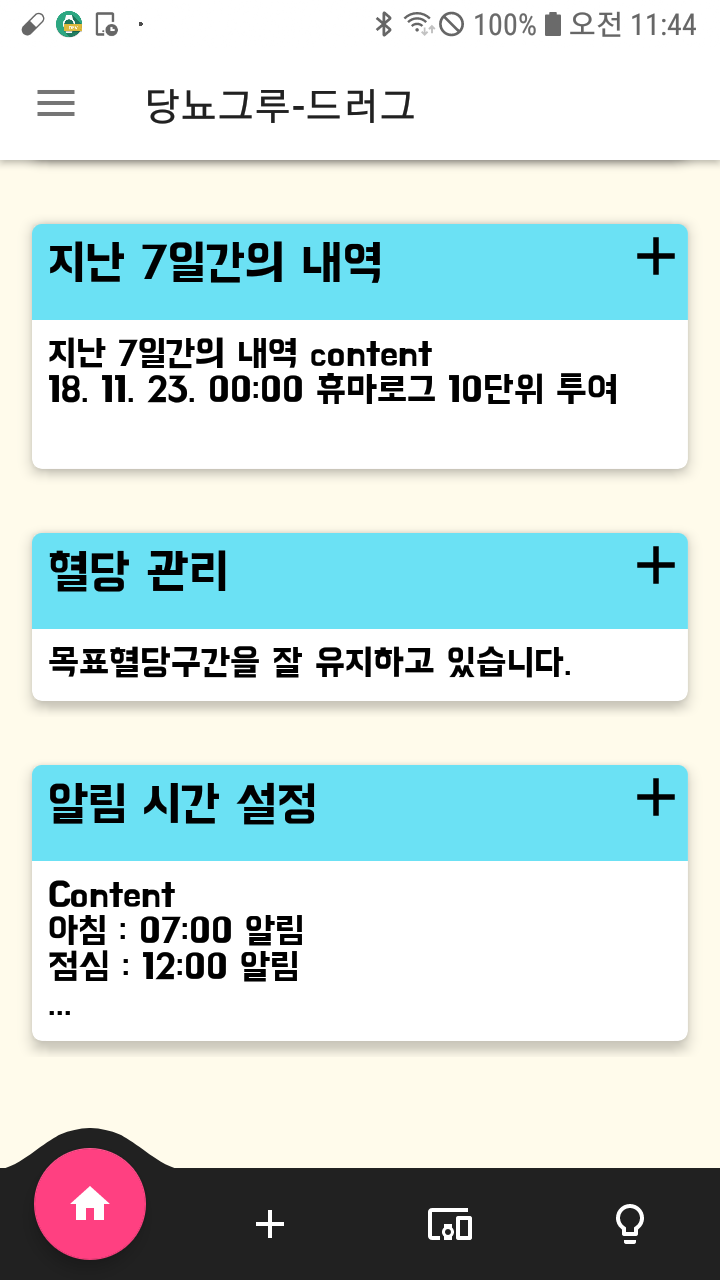 100% 오전 11:44
당뇨그루-드러그
지난 7일간의 내역
지난 7일간의 내역 content
18. 11. 23. 00:00 휴마로그 10단위 투여
혈당 관리
목표혈당구간을 잘 유지하고 있습니다.
알림 시간 설정
Content
아침 : 07:00 알림
점심 : 12:00 알림
...